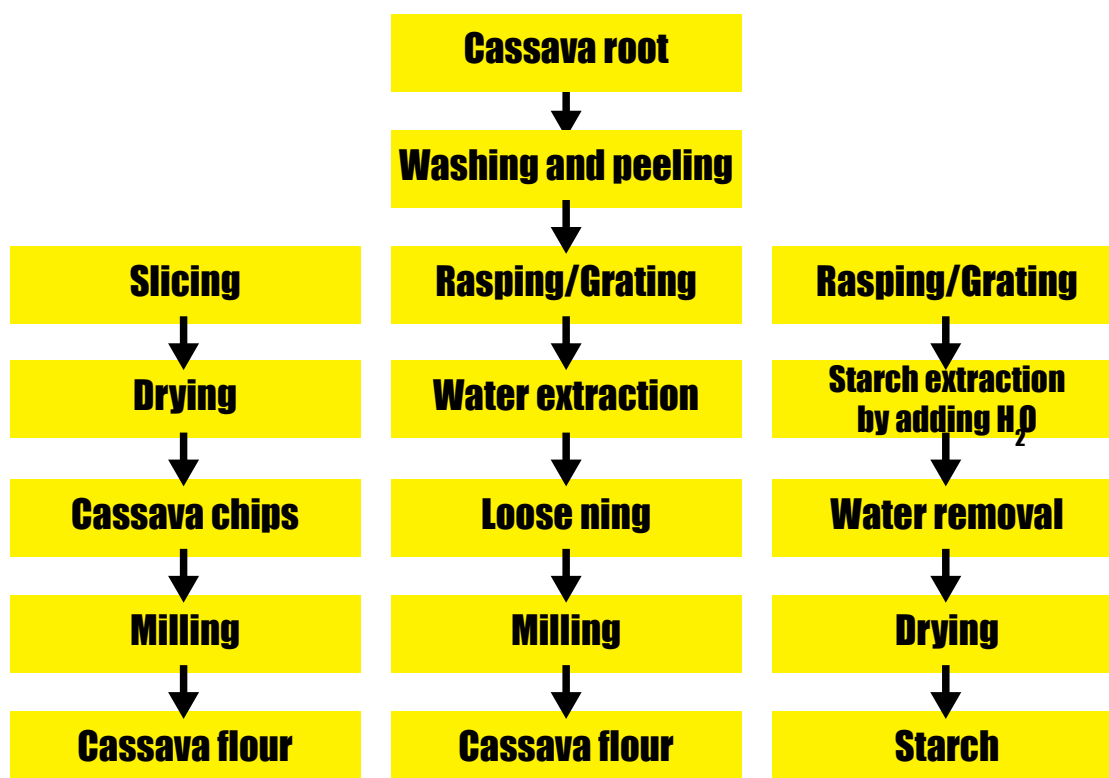 Cassava root
Washing and peeling
Slicing
Rasping/Grating
Rasping/Grating
Drying
Water extraction
Starch extraction
by adding H₂O
Cassava chips
Loose ning
Water removal
Milling
Milling
Drying
Cassava flour
Cassava flour
Starch